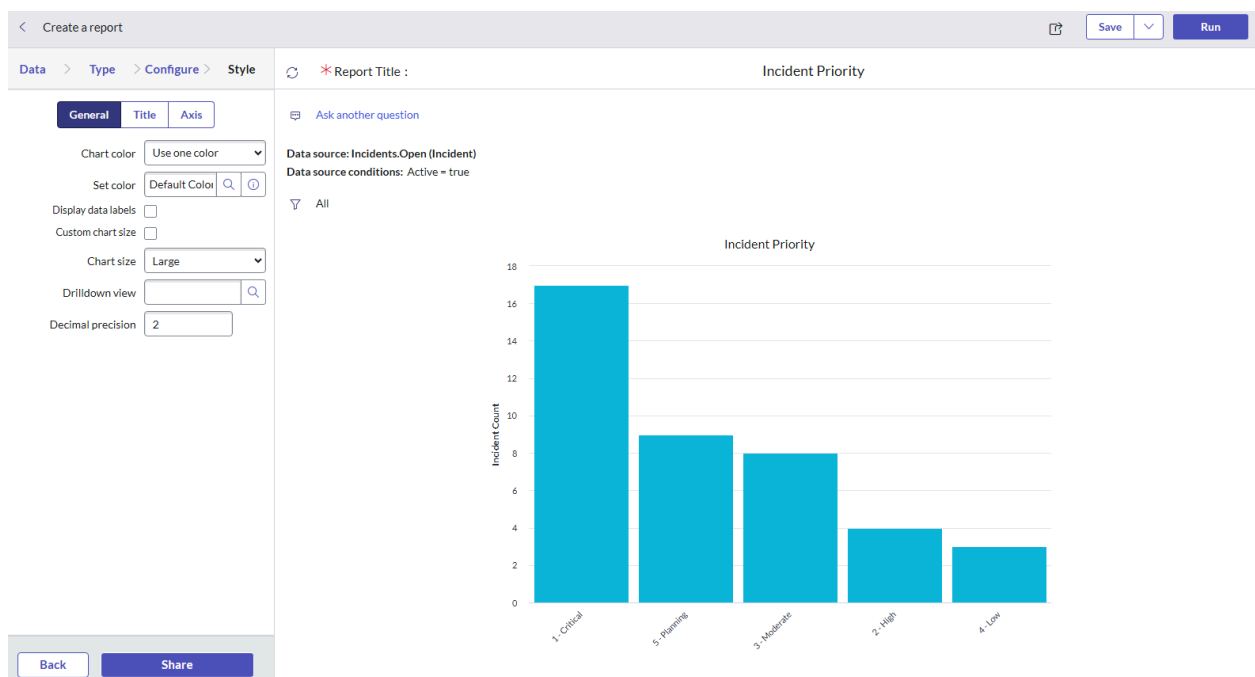 Create a report
Save
Run
Data
Type
Configure
Style
Report Title :
Incident Priority
General
Title
Axis
Ask another question
Chart color
Use one color
Data source: Incidents.Open (Incident)
Data source conditions: Active = true
Set color
Default Color
Display data labels
All
Custom chart size
Chart size
Large
Drilldown view
Decimal precision
2
Incident Priority
Incident Count
18
16
14
12
10
8
6
4
2
0
1 - Critical
5 - Planning
3 - Moderate
2 - High
4 - Low
Back
Share